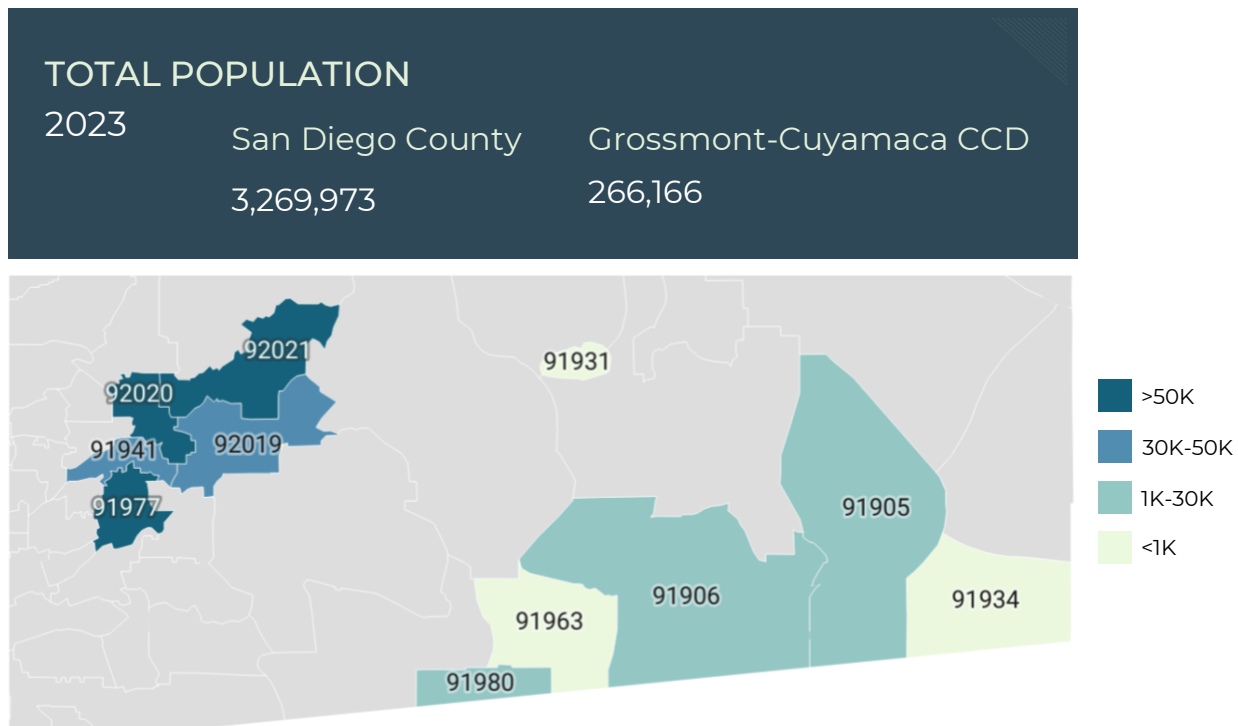 TOTAL POPULATION
2023
San Diego County
Grossmont-Cuyamaca CCD
3,269,973
266,166
92021
91931
92020
91941
92019
91977
91905
91906
91934
91963
91980
>50K
30K-50K
1K-30K
<1K